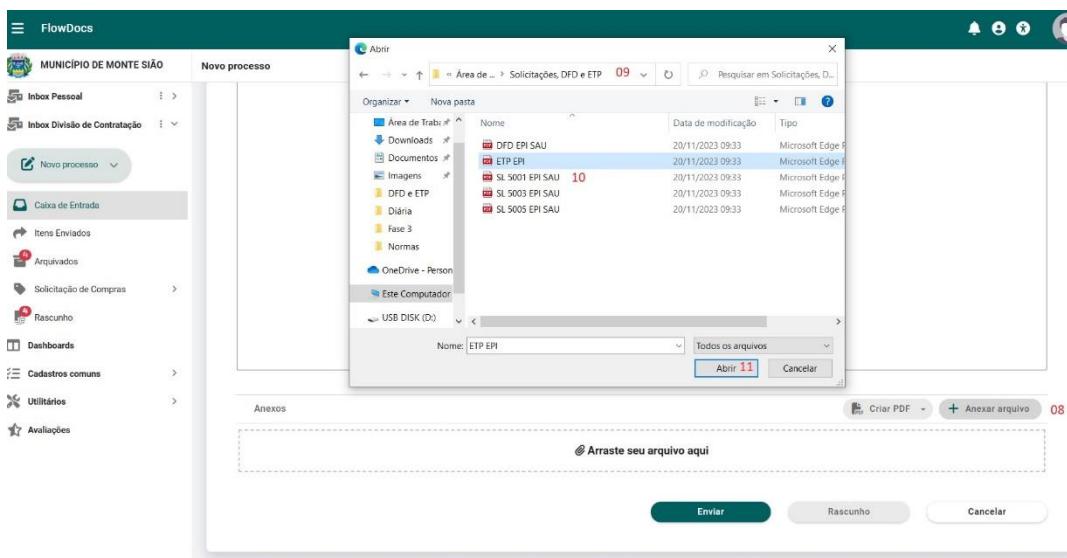 FlowDocs
MUNICÍPIO DE MONTE SIÃO
Novo processo
Inbox Pessoal
Inbox Divisão de Contratação
Novo processo
Caixa de Entrada
Itens Enviados
4
Arquivados
Solicitação de Compras
4
Rascunho
Dashboards
Cadastros comuns
Utilitários
Avaliações
Abrir
« Área de ... > Solicitações, DFD e ETP 09
Pesquisar em Solicitações, D...
Organizar
Nova pasta
Área de Traba
Downloads
Documentos
Imagens
DFD e ETP
Diária
Fase 3
Normas
OneDrive - Person
Este Computador
USB DISK (D:)
Nome Data de modificação Tipo
DFD EPI SAU 20/11/2023 09:33 Microsoft Edge P
ETP EPI 20/11/2023 09:33 Microsoft Edge P
SL 5001 EPI SAU 10 20/11/2023 09:33 Microsoft Edge P
SL 5003 EPI SAU 20/11/2023 09:33 Microsoft Edge P
SL 5005 EPI SAU 20/11/2023 09:33 Microsoft Edge P
Nome: ETP EPI Todos os arquivos
Abrir 11 Cancelar
Anexos Criar PDF + Anexar arquivo 08
Arraste seu arquivo aqui
Enviar Rascunho Cancelar